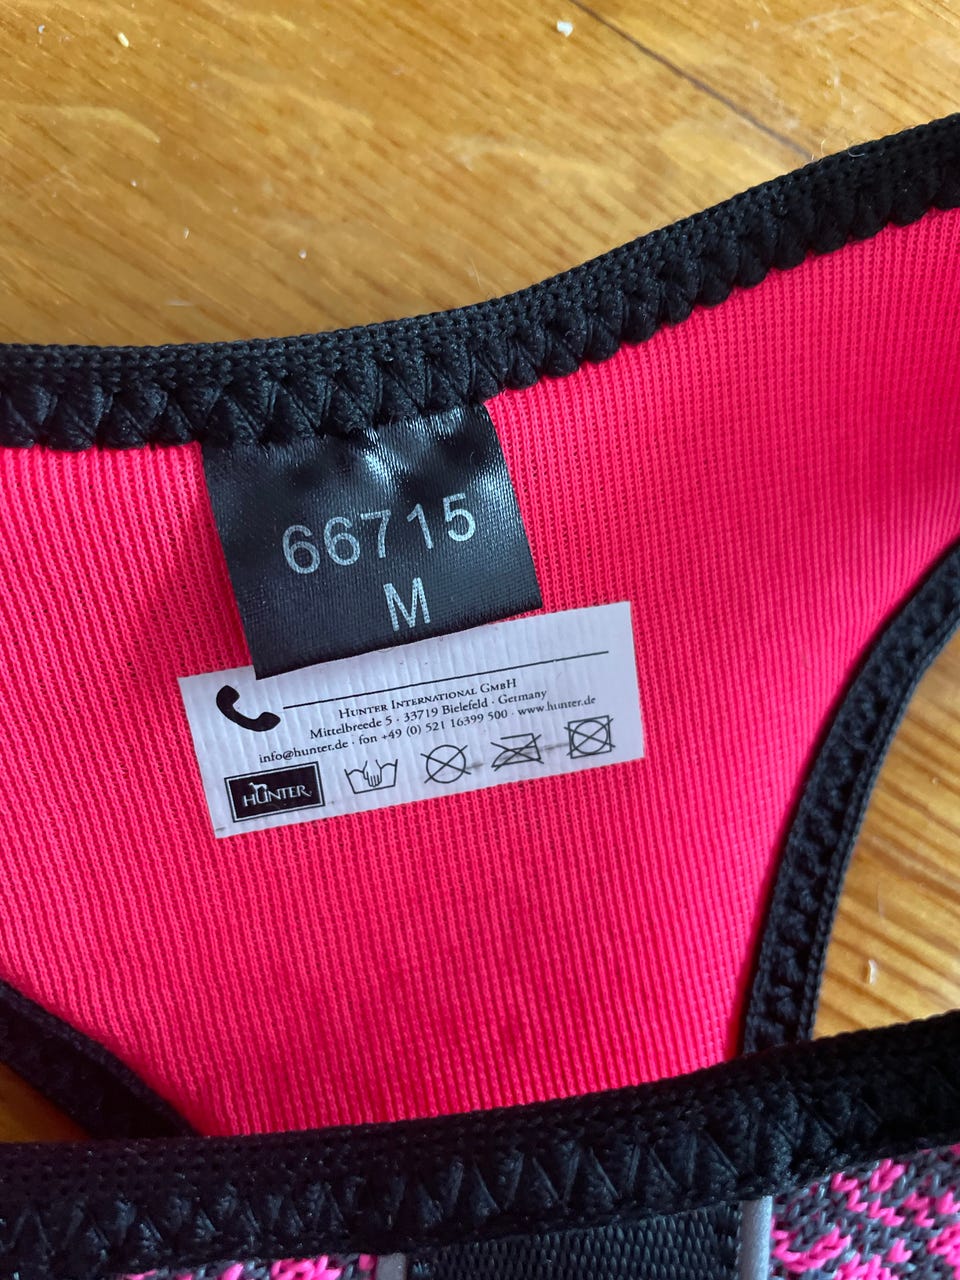 66715
M
HUNTER INTERNATIONAL GMBH
Mittelbreede 5 · 33719 Bielefeld · Germany
info@hunter.de · fon +49 (0) 521 16399 500 · www.hunter.de
HUNTER